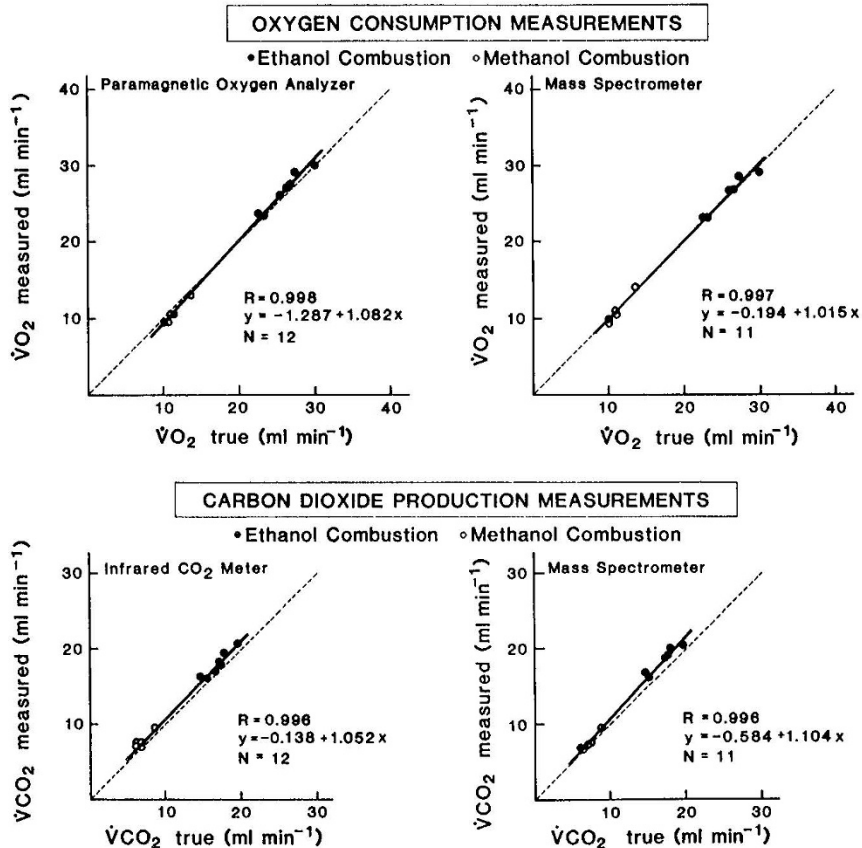 OXYGEN CONSUMPTION MEASUREMENTS
●Ethanol Combustion ○Methanol Combustion
Paramagnetic Oxygen Analyzer
V̇O₂ measured (ml min⁻¹)
40
30
20
10
R = 0.998
y = −1.287 + 1.082x
N = 12
10 20 30 40
V̇O₂ true (ml min⁻¹)
Mass Spectrometer
V̇O₂ measured (ml min⁻¹)
40
30
20
10
R = 0.997
y = −0.194 + 1.015x
N = 11
10 20 30 40
V̇O₂ true (ml min⁻¹)
CARBON DIOXIDE PRODUCTION MEASUREMENTS
●Ethanol Combustion ○Methanol Combustion
Infrared CO₂ Meter
V̇CO₂ measured (ml min⁻¹)
30
20
10
R = 0.996
y = −0.138 + 1.052x
N = 12
10 20 30
V̇CO₂ true (ml min⁻¹)
Mass Spectrometer
V̇CO₂ measured (ml min⁻¹)
30
20
10
R = 0.996
y = −0.584 + 1.104x
N = 11
10 20 30
V̇CO₂ true (ml min⁻¹)